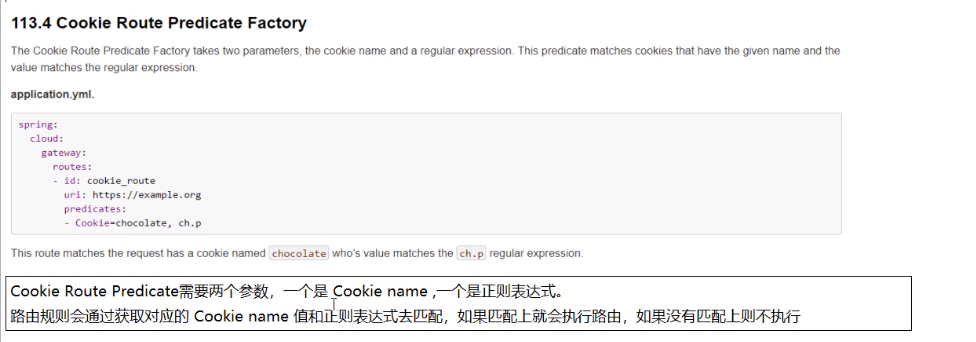 113.4 Cookie Route Predicate Factory
The Cookie Route Predicate Factory takes two parameters, the cookie name and a regular expression. This predicate matches cookies that have the given name and the
value matches the regular expression.
application.yml.
spring:
  cloud:
    gateway:
      routes:
      - id: cookie_route
        uri: https://example.org
        predicates:
        - Cookie=chocolate, ch.p
This route matches the request has a cookie named chocolate who's value matches the ch.p regular expression.
Cookie Route Predicate需要两个参数，一个是 Cookie name ,一个是正则表达式。
路由规则会通过获取对应的 Cookie name 值和正则表达式去匹配，如果匹配上就会执行路由，如果没有匹配上则不执行